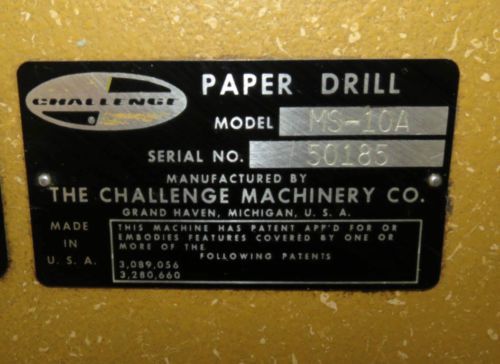 CHALLENGE
PAPER DRILL
MODEL MS-10A
SERIAL NO. 50185
MANUFACTURED BY
THE CHALLENGE MACHINERY CO.
GRAND HAVEN, MICHIGAN, U. S. A.
MADE IN U. S. A.
THIS MACHINE HAS PATENT APP'D FOR OR
EMBODIES FEATURES COVERED BY ONE OR
MORE OF THE
FOLLOWING PATENTS
3,089,056
3,280,660